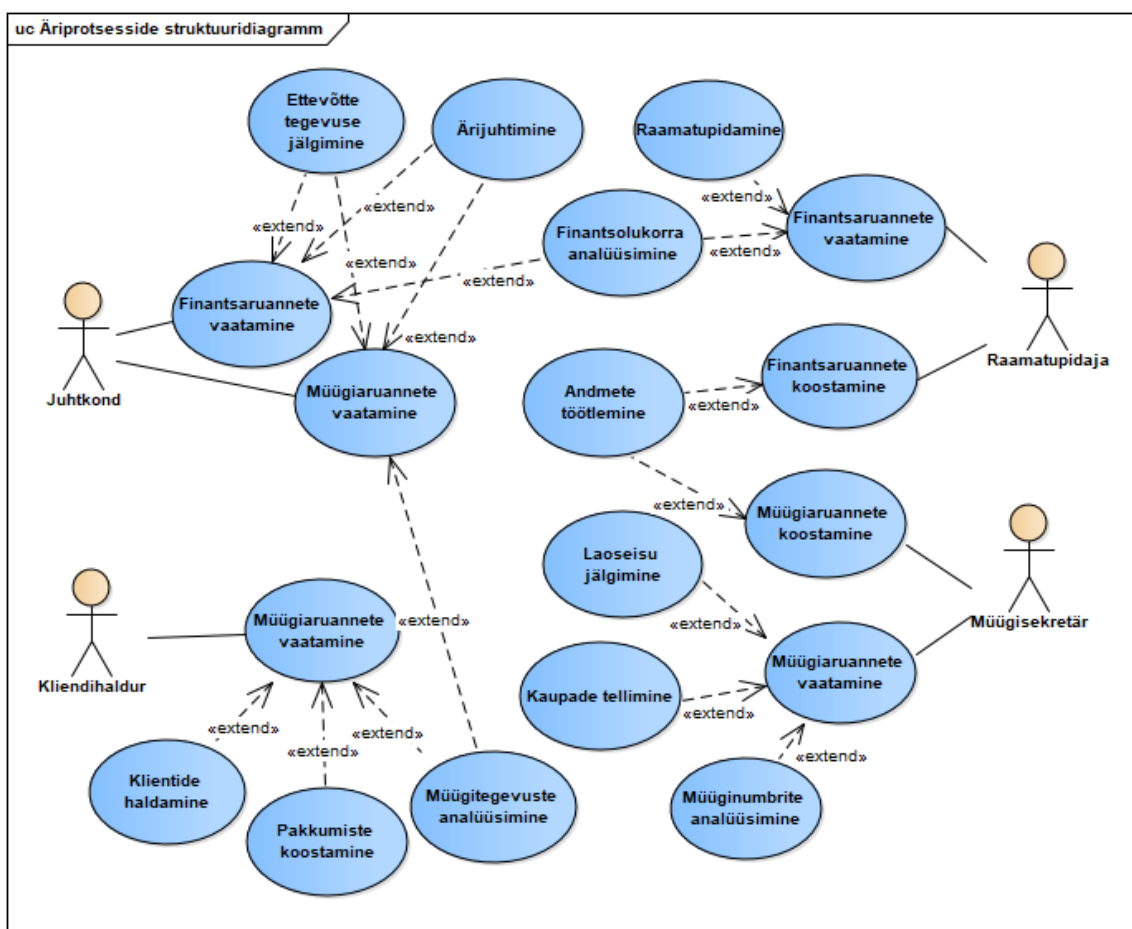 uc Äriprotsesside struktuuridiagramm
Ettevõtte
tegevuse
jälgimine
Ärijuhtimine
Raamatupidamine
«extend»
«extend»
«extend»
Finantsaruannete
vaatamine
Finantsolukorra
analüüsimine
«extend»
«extend»
«extend»
Finantsaruannete
vaatamine
Raamatupidaja
Juhtkond
«extend»
Müügiaruannete
vaatamine
Finantsaruannete
koostamine
Andmete
töötlemine
«extend»
«extend»
Müügiaruannete
koostamine
Laoseisu
jälgimine
Müügisekretär
«extend»
Müügiaruannete
vaatamine
«extend»
Kliendihaldur
Müügiaruannete
vaatamine
Kaupade tellimine
«extend»
«extend»
«extend»
«extend»
«extend»
Klientide
haldamine
Müügitegevuste
analüüsimine
Müüginumbrite
analüüsimine
Pakkumiste
koostamine